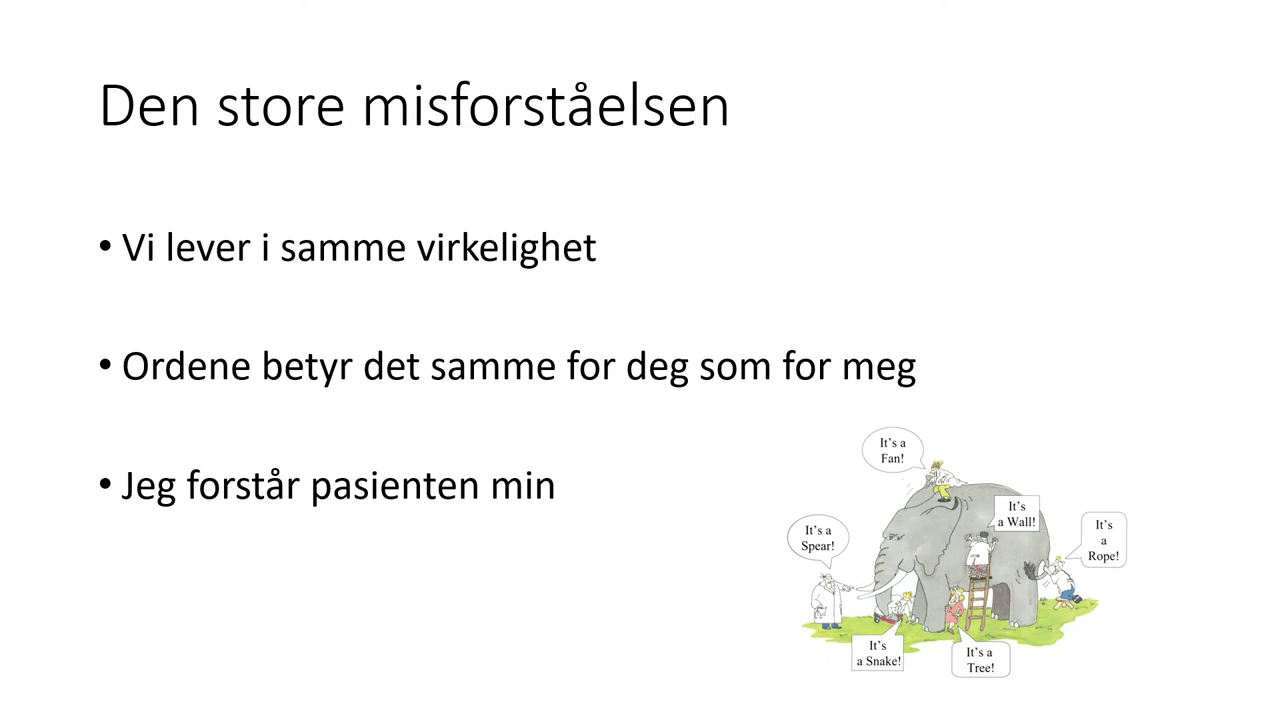 Den store misforståelsen
• Vi lever i samme virkelighet
• Ordene betyr det samme for deg som for meg
• Jeg forstår pasienten min
It's a
Fan!
It's
a Wall!
It's a
Spear!
It's
a
Rope!
It's
a Snake!
It's a
Tree!